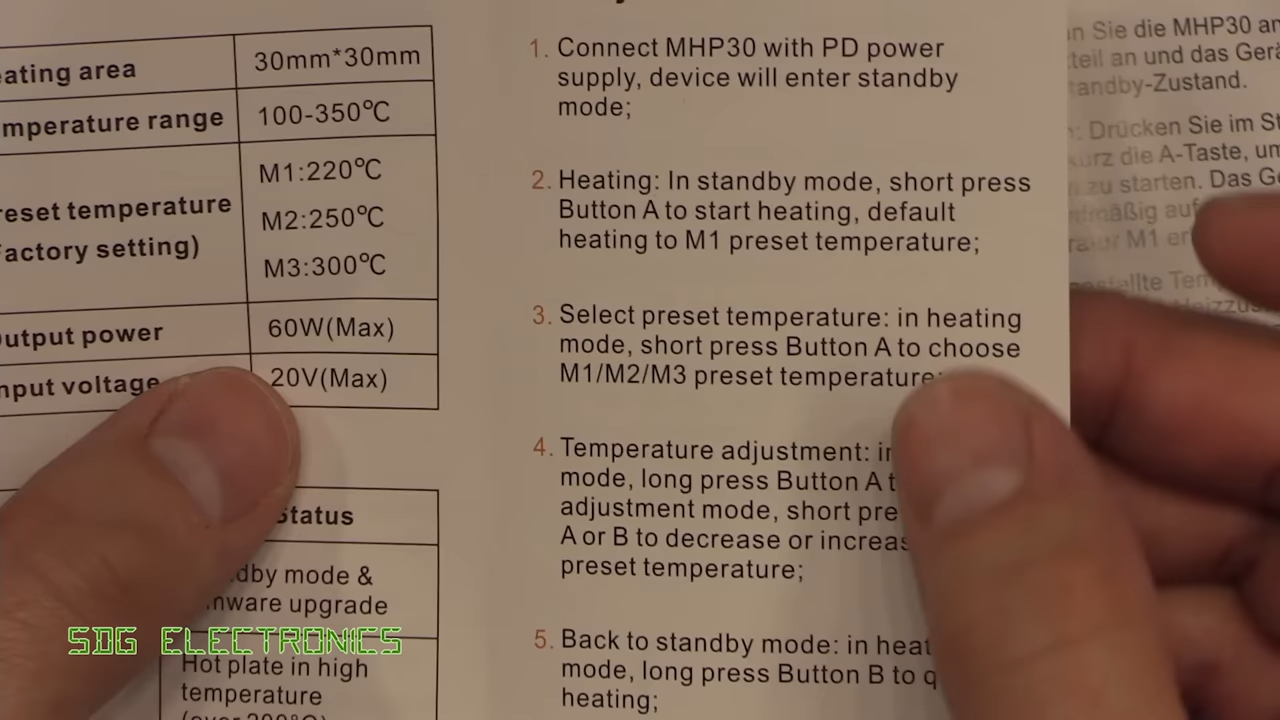 eating area
30mm*30mm
mperature range
100-350℃
reset temperature
actory setting)
M1:220℃
M2:250℃
M3:300℃
utput power
60W(Max)
nput voltage
20V(Max)
Status
dby mode &
mware upgrade
Hot plate in high
temperature
1. Connect MHP30 with PD power
supply, device will enter standby
mode;
2. Heating: In standby mode, short press
Button A to start heating, default
heating to M1 preset temperature;
3. Select preset temperature: in heating
mode, short press Button A to choose
M1/M2/M3 preset temperature;
4. Temperature adjustment: in
mode, long press Button A t
adjustment mode, short pre
A or B to decrease or increas
preset temperature;
5. Back to standby mode: in heat
mode, long press Button B to q
heating;
n Sie die MHP30 an
teil an und das Gerä
tandby-Zustand.
: Drücken Sie im St
kurz die A-Taste, um
zu starten. Das Ge
mäßig auf
M1 er
SDG ELECTRONICS